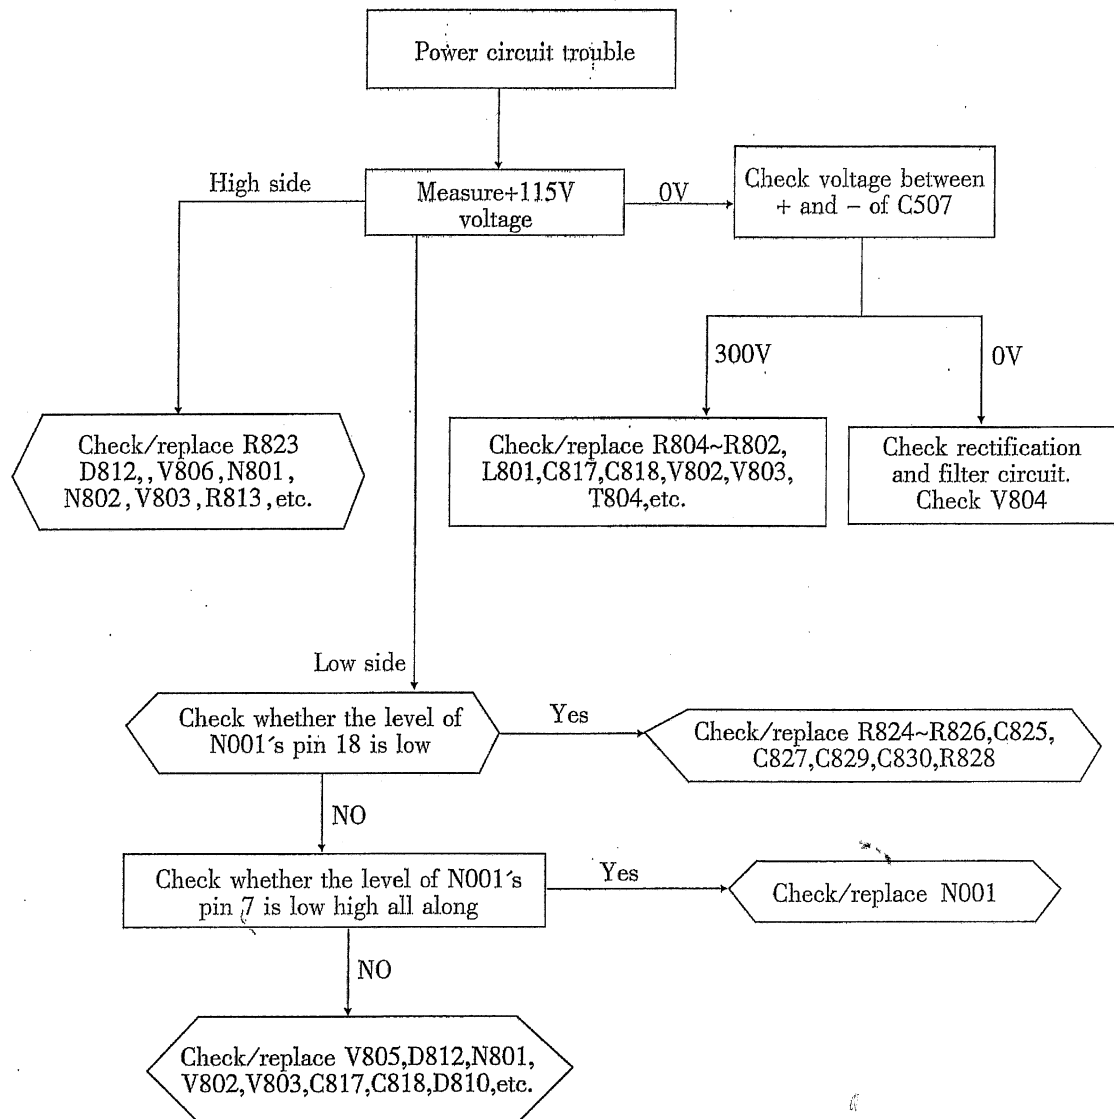 Power circuit trouble
High side
Measure+115V
voltage
0V
Check voltage between
+ and – of C507
300V
0V
Check/replace R823
D812,,V806,N801,
N802,V803,R813,etc.
Check/replace R804~R802,
L801,C817,C818,V802,V803,
T804,etc.
Check rectification
and filter circuit.
Check V804
Low side
Check whether the level of
N001´s pin 18 is low
Yes
Check/replace R824~R826,C825,
C827,C829,C830,R828
NO
Check whether the level of N001´s
pin 7 is low high all along
Yes
Check/replace N001
NO
Check/replace V805,D812,N801,
V802,V803,C817,C818,D810,etc.